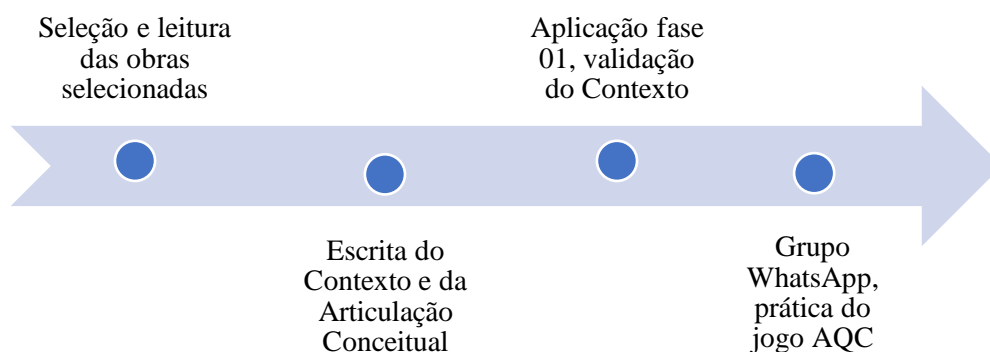 Seleção e leitura
das obras
selecionadas
Escrita do
Contexto e da
Articulação
Conceitual
Aplicação fase
01, validação
do Contexto
Grupo
WhatsApp,
prática do
jogo AQC